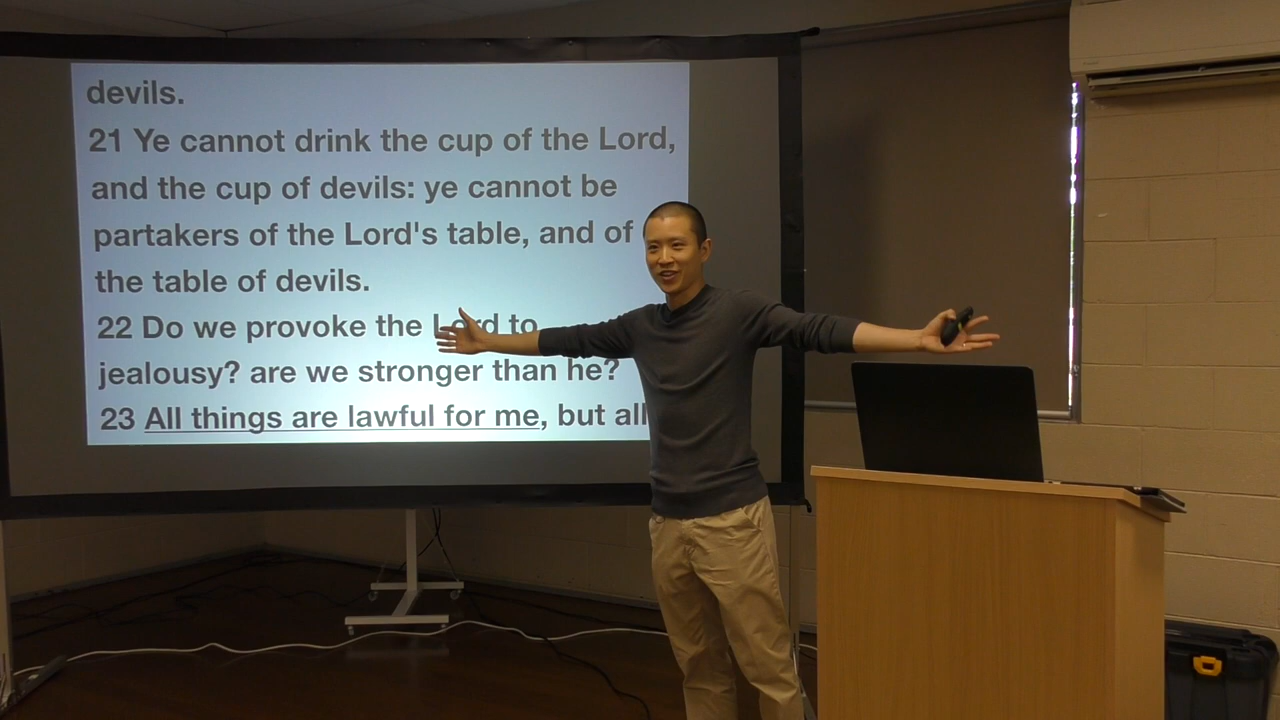 devils.
21 Ye cannot drink the cup of the Lord,
and the cup of devils: ye cannot be
partakers of the Lord's table, and of
the table of devils.
22 Do we provoke the Lord to
jealousy? are we stronger than he?
23 All things are lawful for me, but all